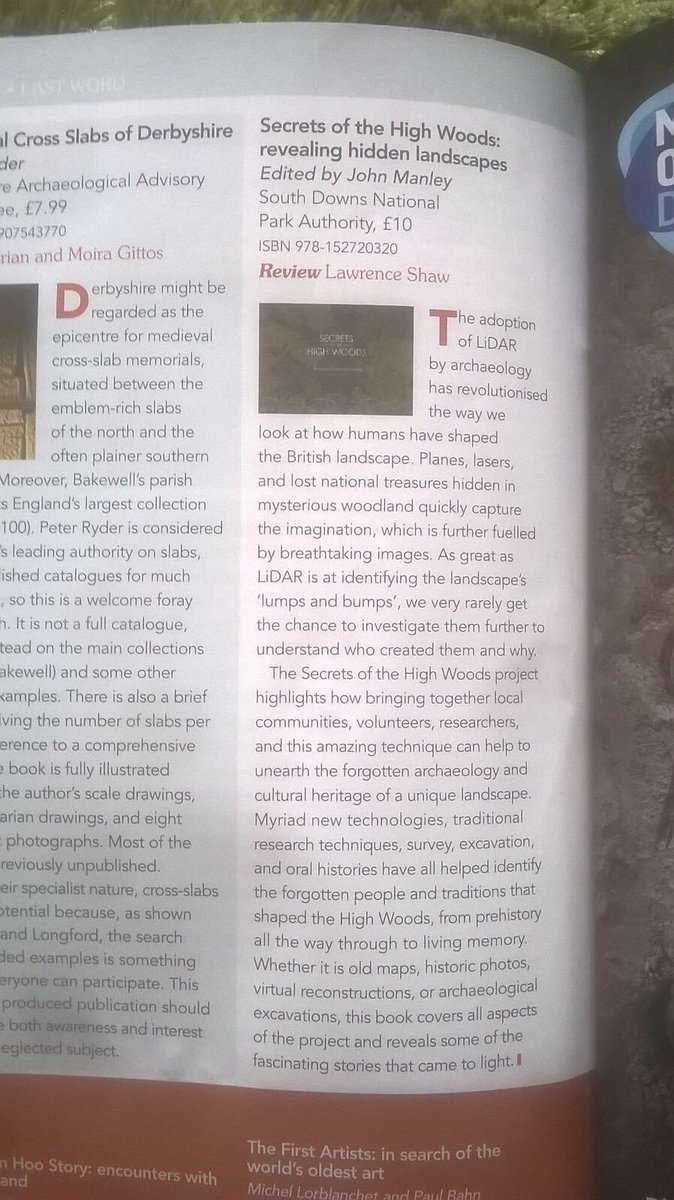 LAST WORD
al Cross Slabs of Derbyshire
der
re Archaeological Advisory
ee, £7.99
907543770
rian and Moira Gittos
Derbyshire might be
regarded as the
epicentre for medieval
cross-slab memorials,
situated between the
emblem-rich slabs
of the north and the
often plainer southern
Moreover, Bakewell's parish
s England's largest collection
100). Peter Ryder is considered
's leading authority on slabs,
lished catalogues for much
, so this is a welcome foray
h. It is not a full catalogue,
tead on the main collections
akewell) and some other
xamples. There is also a brief
iving the number of slabs per
erence to a comprehensive
e book is fully illustrated
the author's scale drawings,
arian drawings, and eight
t photographs. Most of the
reviously unpublished.
eir specialist nature, cross-slabs
otential because, as shown
and Longford, the search
ded examples is something
eryone can participate. This
produced publication should
e both awareness and interest
eglected subject.
Secrets of the High Woods:
revealing hidden landscapes
Edited by John Manley
South Downs National
Park Authority, £10
ISBN 978-152720320
Review Lawrence Shaw
SECRETS
HIGH WOODS
The adoption
of LiDAR
by archaeology
has revolutionised
the way we
look at how humans have shaped
the British landscape. Planes, lasers,
and lost national treasures hidden in
mysterious woodland quickly capture
the imagination, which is further fuelled
by breathtaking images. As great as
LiDAR is at identifying the landscape's
'lumps and bumps', we very rarely get
the chance to investigate them further to
understand who created them and why.
The Secrets of the High Woods project
highlights how bringing together local
communities, volunteers, researchers,
and this amazing technique can help to
unearth the forgotten archaeology and
cultural heritage of a unique landscape.
Myriad new technologies, traditional
research techniques, survey, excavation,
and oral histories have all helped identify
the forgotten people and traditions that
shaped the High Woods, from prehistory
all the way through to living memory.
Whether it is old maps, historic photos,
virtual reconstructions, or archaeological
excavations, this book covers all aspects
of the project and reveals some of the
fascinating stories that came to light.
n Hoo Story: encounters with
and
The First Artists: in search of the
world's oldest art
Michel Lorblanchet and Paul Bahn